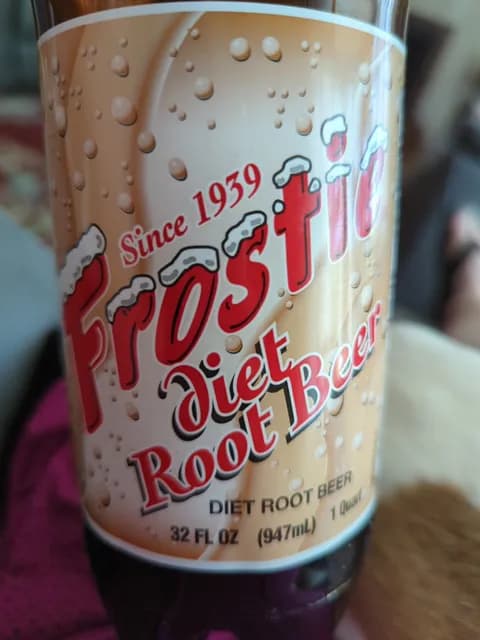 Since 1939
Frostie
diet
Root Beer
DIET ROOT BEER
32 FL OZ (947mL) 1 Quart